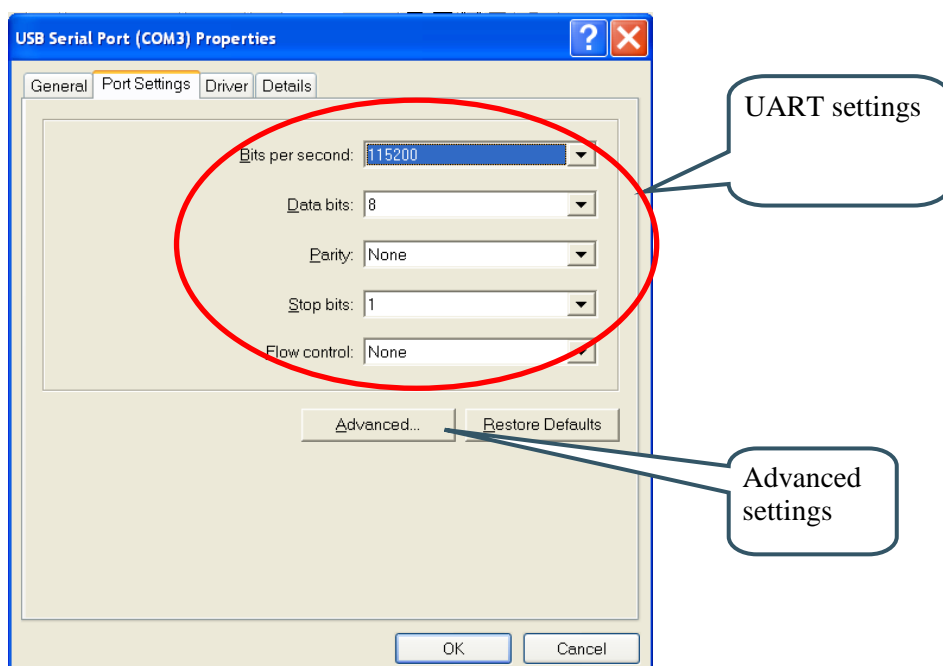 USB Serial Port (COM3) Properties
?
General Port Settings Driver Details
UART settings
Bits per second: 115200
Data bits: 8
Parity: None
Stop bits: 1
Flow control: None
Advanced... Restore Defaults
Advanced
settings
OK Cancel